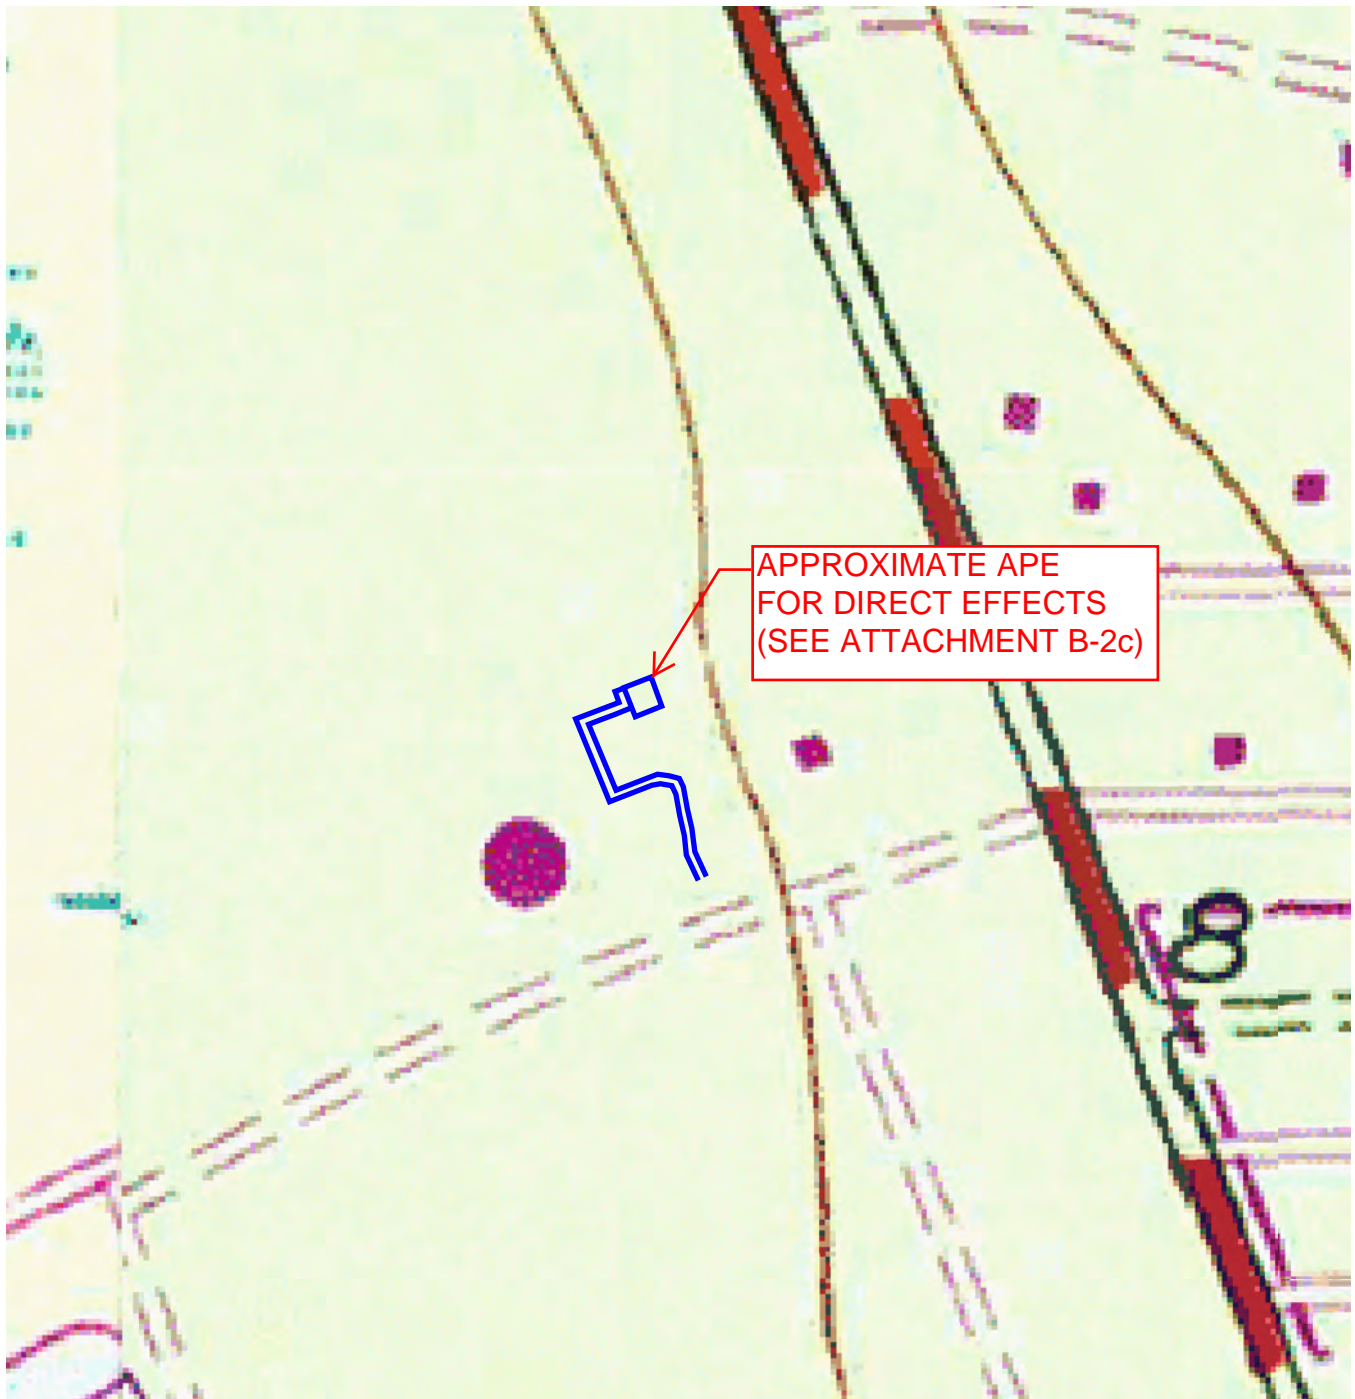 APPROXIMATE APE
FOR DIRECT EFFECTS
(SEE ATTACHMENT B-2c)